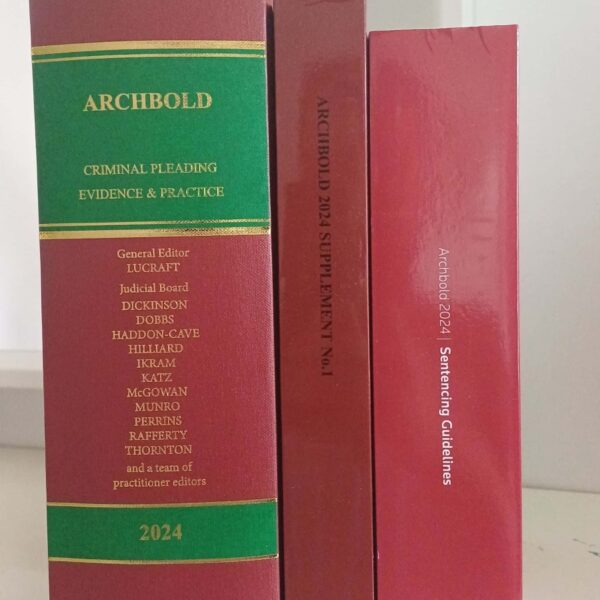 ARCHBOLD
CRIMINAL PLEADING
EVIDENCE & PRACTICE
General Editor
LUCRAFT
Judicial Board
DICKINSON
DOBBS
HADDON-CAVE
HILLIARD
IKRAM
KATZ
McGOWAN
MUNRO
PERRINS
RAFFERTY
THORNTON
and a team of
practitioner editors
2024
ARCHBOLD 2024 SUPPLEMENT No.1
Archbold 2024| Sentencing Guidelines